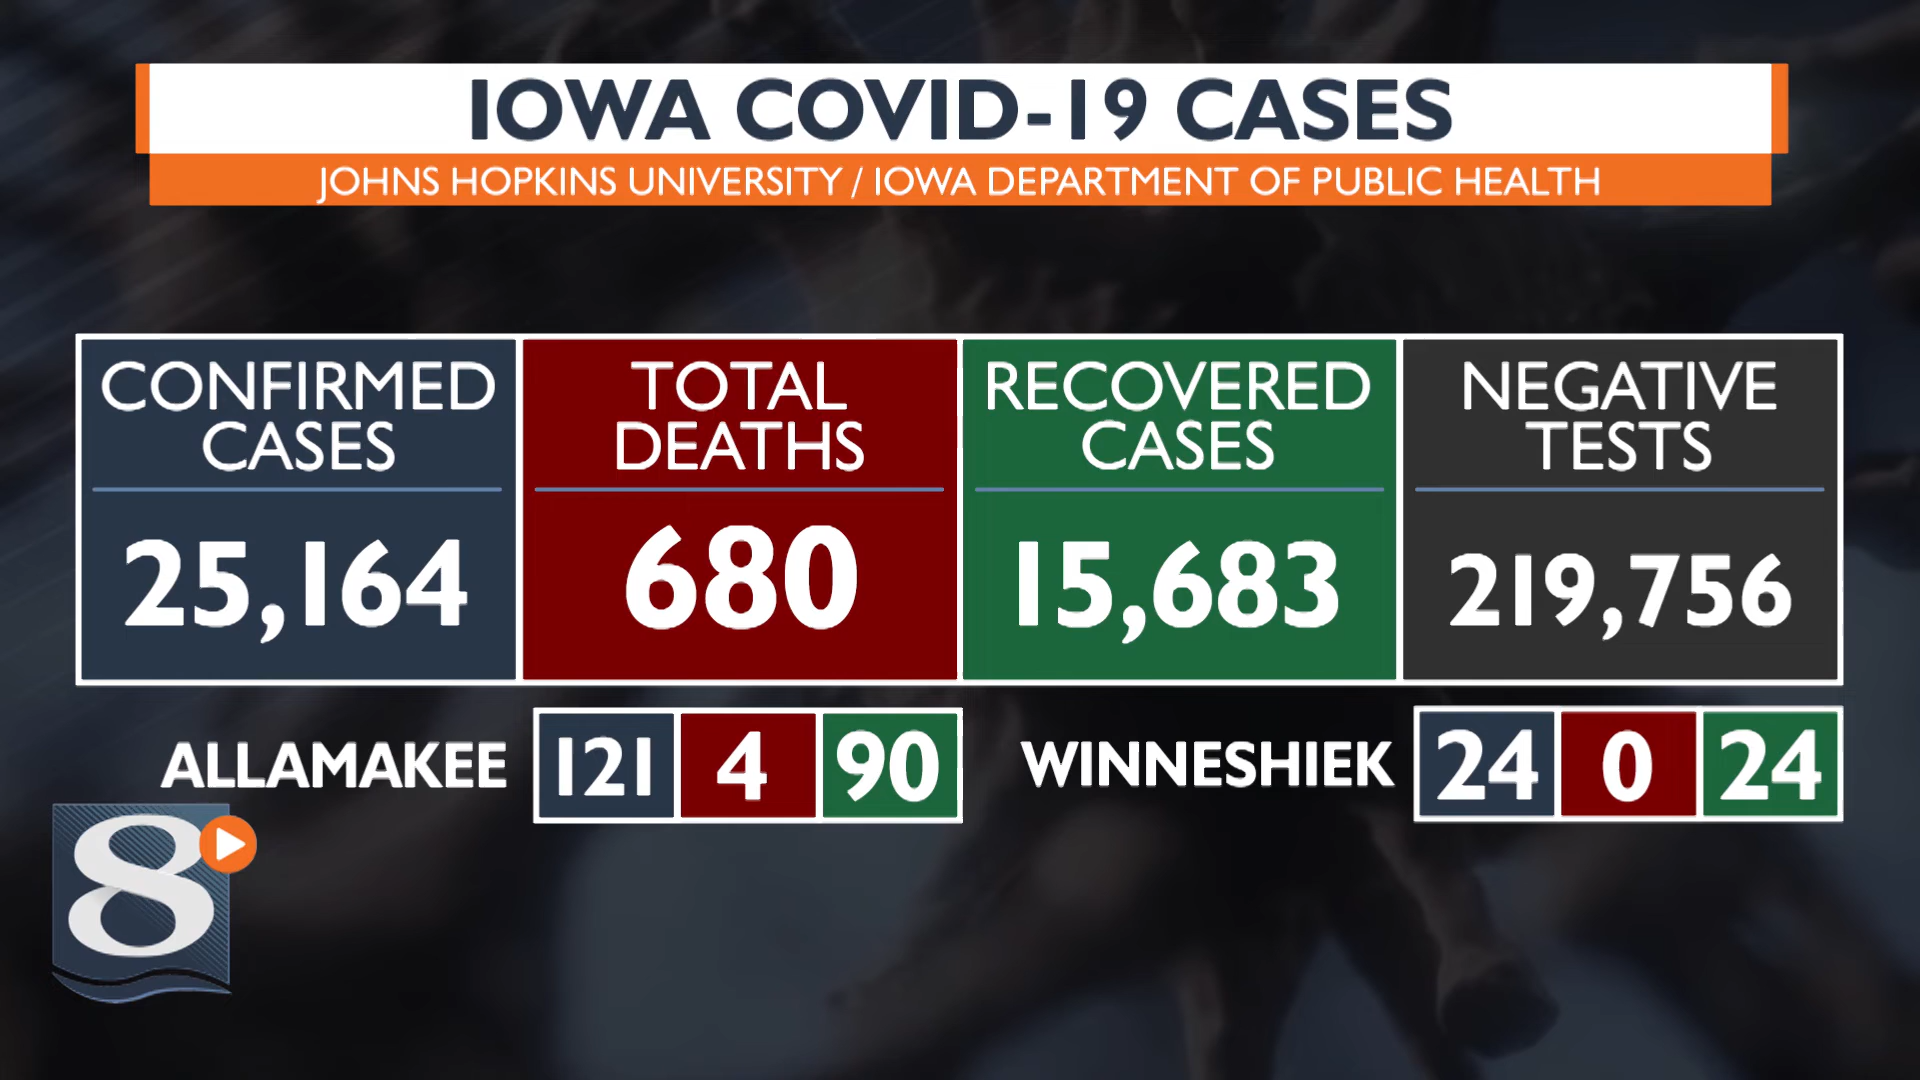 IOWA COVID-19 CASES
JOHNS HOPKINS UNIVERSITY / IOWA DEPARTMENT OF PUBLIC HEALTH
CONFIRMED
CASES
25,164
TOTAL
DEATHS
680
RECOVERED
CASES
15,683
NEGATIVE
TESTS
219,756
ALLAMAKEE 121 4 90
WINNESHIEK 24 0 24
8